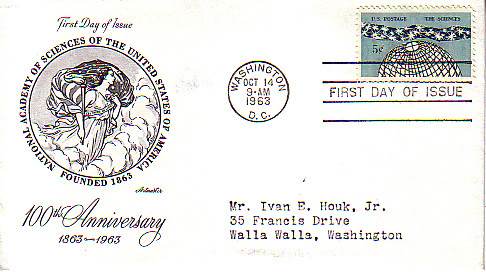 First Day of Issue
NATIONAL ACADEMY OF SCIENCES OF THE UNITED STATES OF AMERICA
FOUNDED 1863
Artmaster
100th Anniversary
1863-1963
WASHINGTON
OCT 14
9-AM
1963
D.C.
U.S. POSTAGE THE SCIENCES
5¢
FIRST DAY OF ISSUE
Mr. Ivan E. Houk, Jr.
35 Francis Drive
Walla Walla, Washington